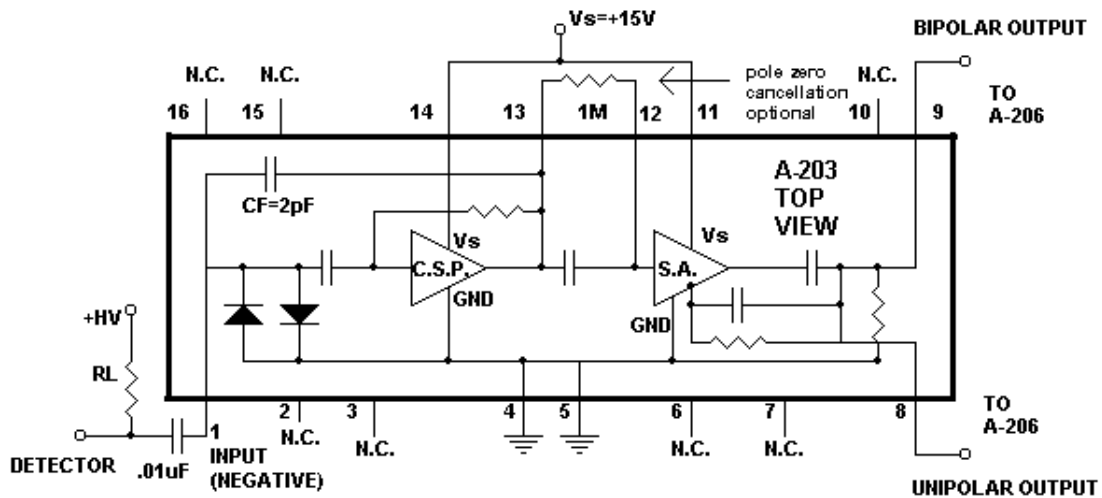 Vs=+15V
BIPOLAR OUTPUT
N.C.
N.C.
pole zero
cancellation
optional
N.C.
TO
A-206
16
15
14
13
1M
12
11
10
9
A-203
TOP
VIEW
CF=2pF
Vs
Vs
C.S.P.
S.A.
GND
GND
+HV
RL
1
2
3
4
5
6
7
8
TO
A-206
N.C.
N.C.
N.C.
N.C.
DETECTOR
.01uF
INPUT
(NEGATIVE)
UNIPOLAR OUTPUT